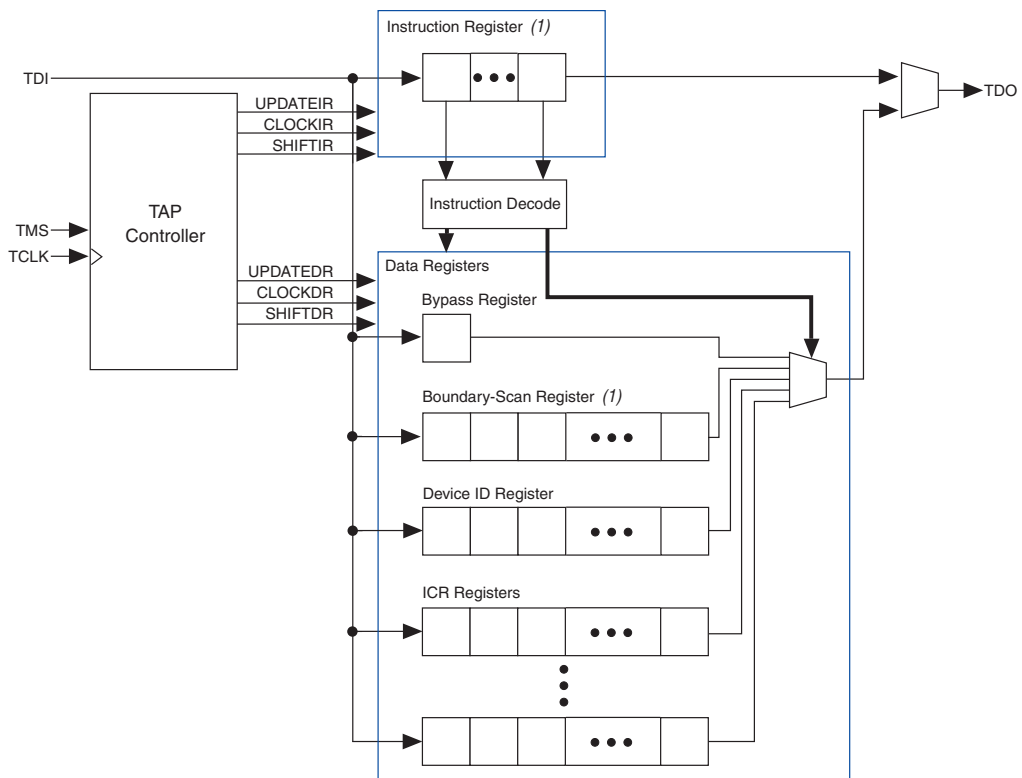 Instruction Register (1)
TDI
TDO
UPDATEIR
CLOCKIR
SHIFTIR
Instruction Decode
TAP
Controller
TMS
TCLK
Data Registers
UPDATEDR
CLOCKDR
SHIFTDR
Bypass Register
Boundary-Scan Register (1)
Device ID Register
ICR Registers